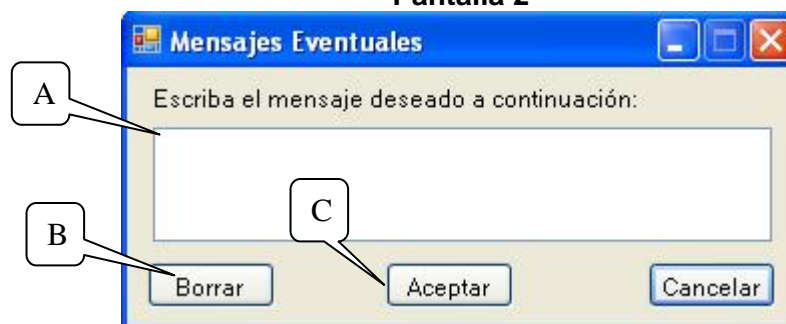 Pantalla 2
Mensajes Eventuales
A
Escriba el mensaje deseado a continuación:
C
B
Borrar
Aceptar
Cancelar